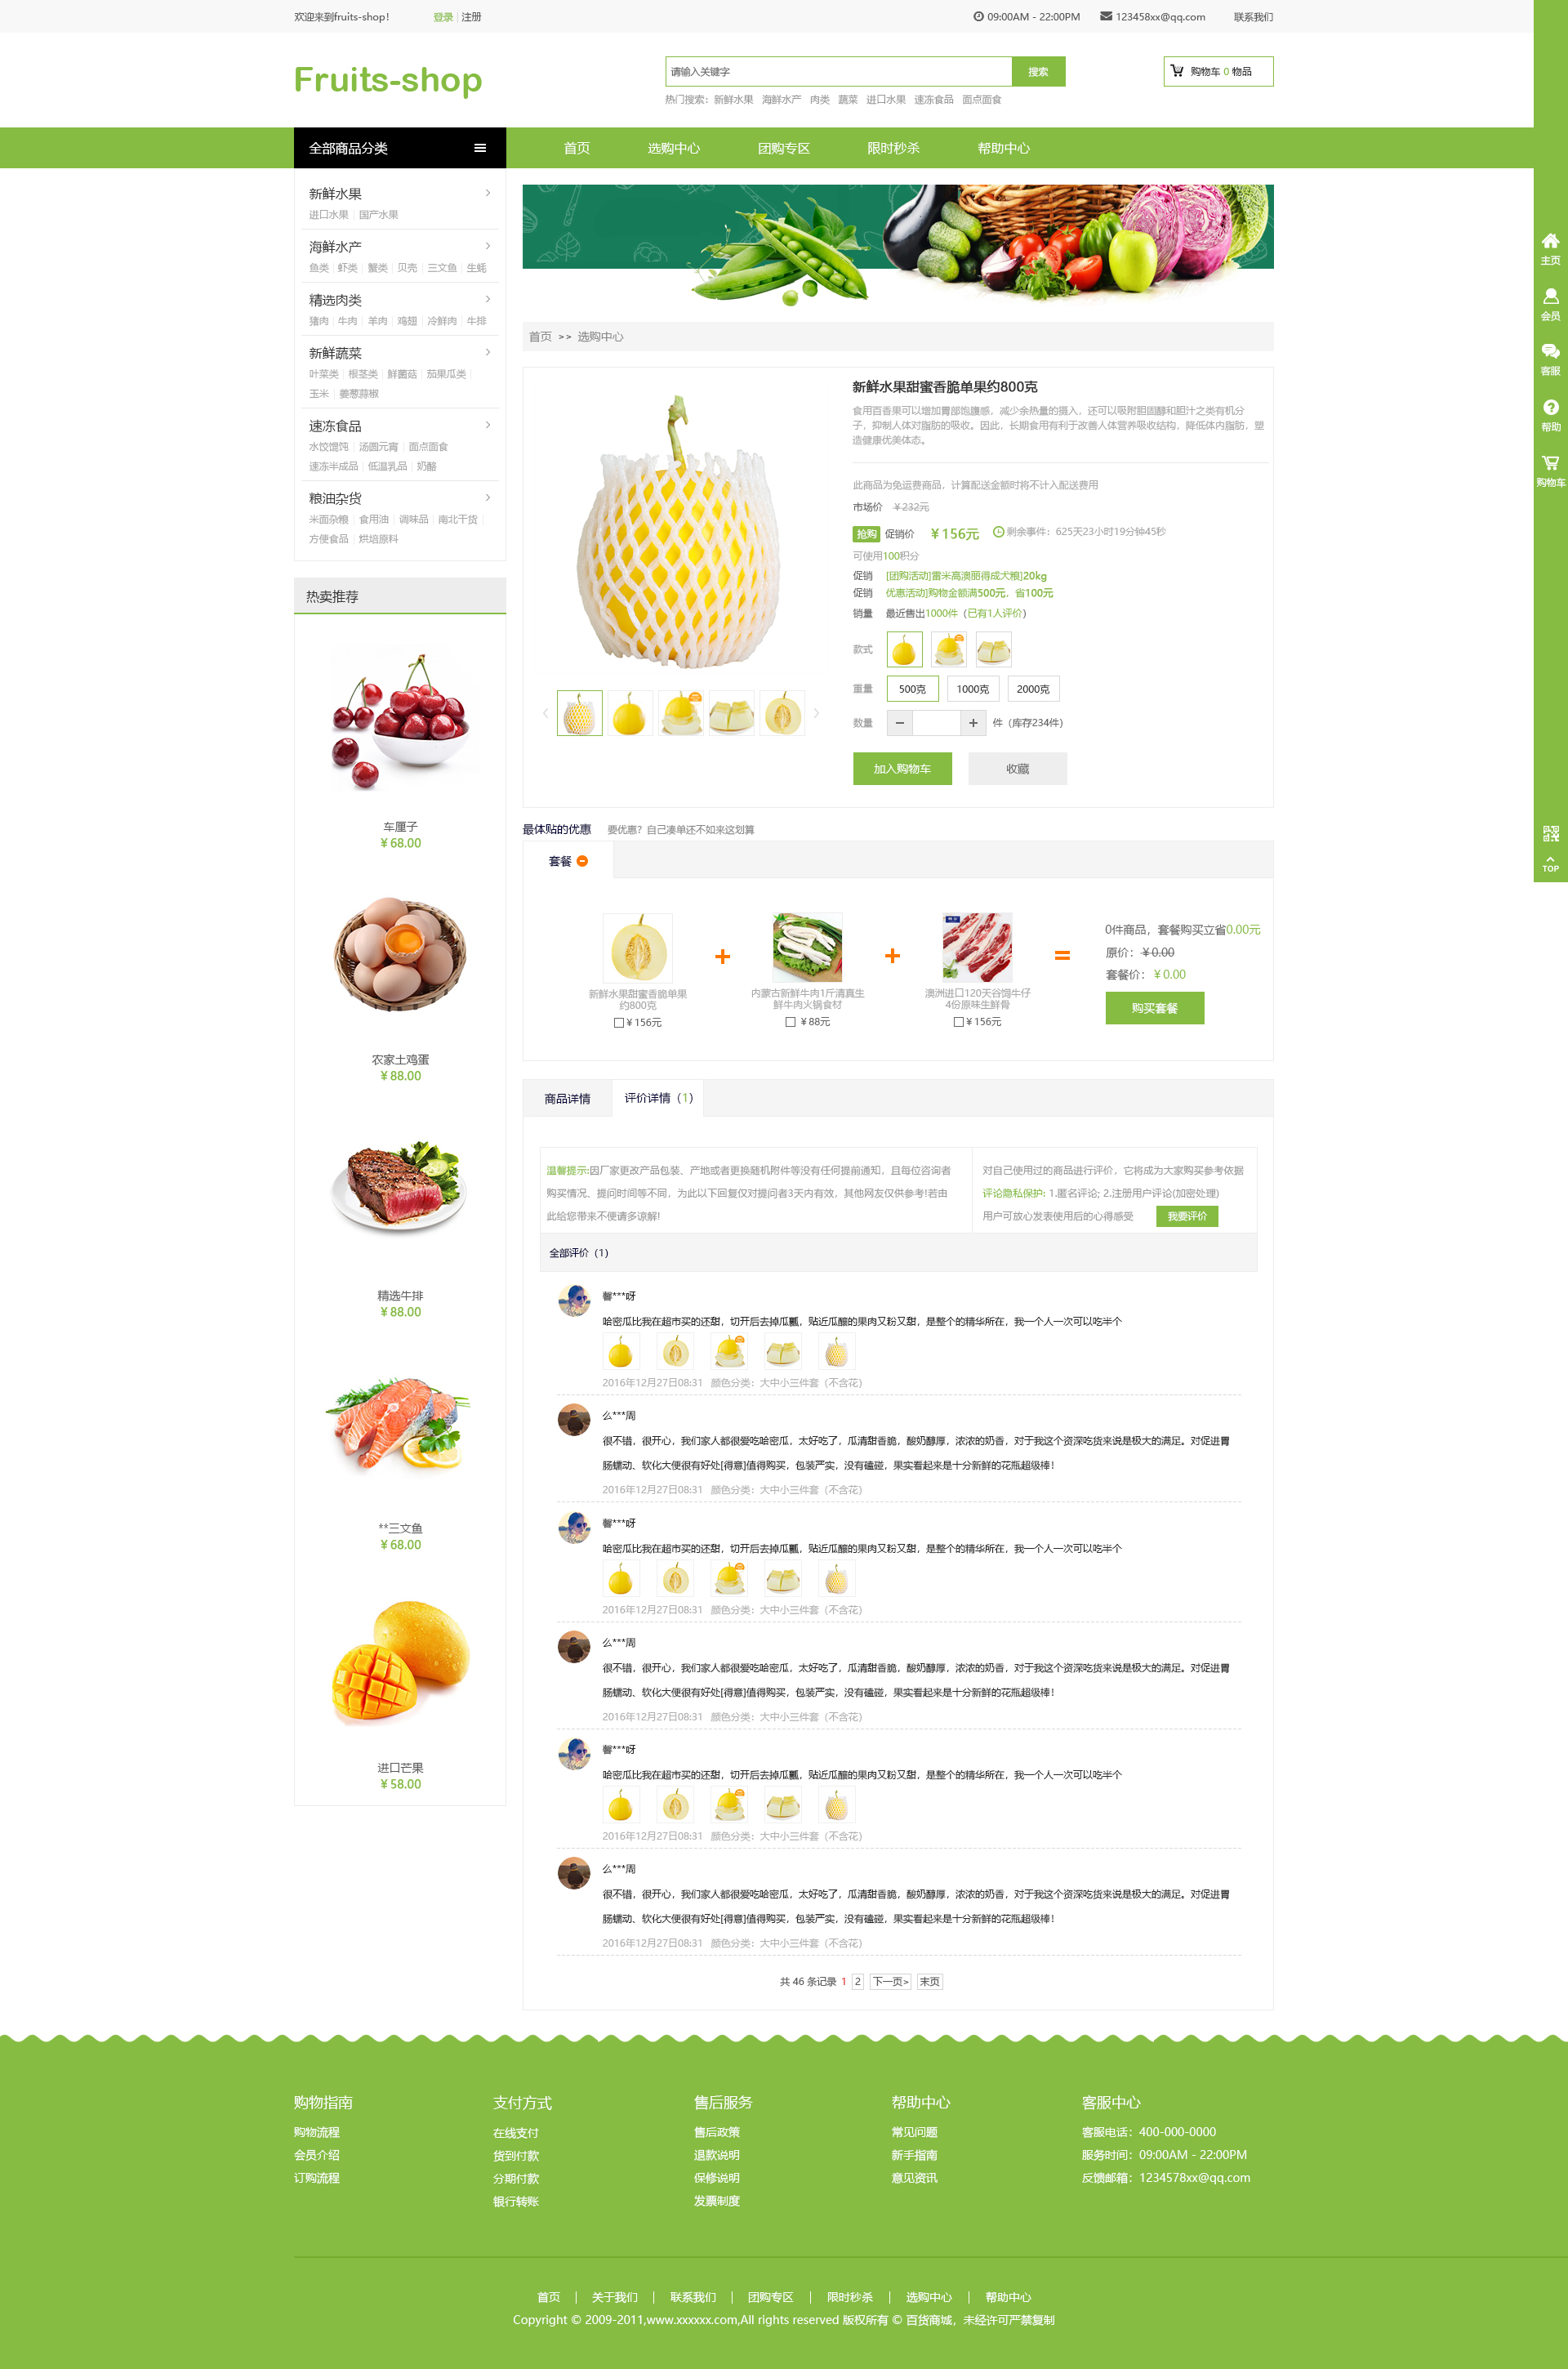 欢迎来到fruits-shop! 登录 | 注册 09:00AM - 22:00PM 123458xx@qq.com 联系我们
Fruits-shop
请输入关键字 搜索
购物车 0 物品
热门搜索：新鲜水果 海鲜水产 肉类 蔬菜 进口水果 速冻食品 面点面食
全部商品分类 首页 选购中心 团购专区 限时秒杀 帮助中心
新鲜水果
进口水果 | 国产水果
海鲜水产
鱼类 | 虾类 | 蟹类 | 贝壳 | 三文鱼 | 生蚝
精选肉类
猪肉 | 牛肉 | 羊肉 | 鸡翅 | 冷鲜肉 | 牛排
新鲜蔬菜
叶菜类 | 根茎类 | 鲜菌菇 | 茄果瓜类 |
玉米 | 姜葱蒜椒
速冻食品
水饺馄饨 | 汤圆元宵 | 面点面食
速冻半成品 | 低温乳品 | 奶酪
粮油杂货
米面杂粮 | 食用油 | 调味品 | 南北干货 |
方便食品 | 烘培原料
热卖推荐
车厘子
￥68.00
农家土鸡蛋
￥88.00
精选牛排
￥88.00
**三文鱼
￥68.00
进口芒果
￥58.00
首页 >> 选购中心
新鲜水果甜蜜香脆单果约800克
食用百香果可以增加胃部饱腹感，减少余热量的摄入，还可以吸附胆固醇和胆汁之类有机分
子，抑制人体对脂肪的吸收。因此，长期食用有利于改善人体营养吸收结构，降低体内脂肪，塑
造健康优美体态。
此商品为免运费商品，计算配送金额时将不计入配送费用
市场价 ￥232元
抢购 促销价 ￥156元 剩余事件：625天23小时19分钟45秒
可使用100积分
促销 [团购活动]雷米高澳丽得成犬粮]20kg
促销 优惠活动]购物金额满500元，省100元
销量 最近售出1000件（已有1人评价）
款式
重量 500克 1000克 2000克
数量 − + 件（库存234件）
加入购物车 收藏
最体贴的优惠 要优惠？自己凑单还不如来这划算
套餐
新鲜水果甜蜜香脆单果
约800克
￥156元
+
内蒙古新鲜牛肉1斤清真生
鲜牛肉火锅食材
￥88元
+
澳洲进口120天谷饲牛仔
4份原味生鲜骨
￥156元
=
0件商品，套餐购买立省0.00元
原价：￥0.00
套餐价：￥0.00
购买套餐
商品详情 评价详情（1）
温馨提示:因厂家更改产品包装、产地或者更换随机附件等没有任何提前通知，且每位咨询者
购买情况、提问时间等不同，为此以下回复仅对提问者3天内有效，其他网友仅供参考!若由
此给您带来不便请多谅解!
对自己使用过的商品进行评价，它将成为大家购买参考依据
评论隐私保护: 1.匿名评论; 2.注册用户评论(加密处理)
用户可放心发表使用后的心得感受 我要评价
全部评价（1）
馨***呀
哈密瓜比我在超市买的还甜，切开后去掉瓜瓤，贴近瓜瓤的果肉又粉又甜，是整个的精华所在，我一个人一次可以吃半个
2016年12月27日08:31 颜色分类：大中小三件套（不含花）
么***周
很不错，很开心，我们家人都很爱吃哈密瓜，太好吃了，瓜清甜香脆，酸奶醇厚，浓浓的奶香，对于我这个资深吃货来说是极大的满足。对促进胃
肠蠕动、软化大便很有好处[得意]值得购买，包装严实，没有磕碰，果实看起来是十分新鲜的花瓶超级棒！
2016年12月27日08:31 颜色分类：大中小三件套（不含花）
馨***呀
哈密瓜比我在超市买的还甜，切开后去掉瓜瓤，贴近瓜瓤的果肉又粉又甜，是整个的精华所在，我一个人一次可以吃半个
2016年12月27日08:31 颜色分类：大中小三件套（不含花）
么***周
很不错，很开心，我们家人都很爱吃哈密瓜，太好吃了，瓜清甜香脆，酸奶醇厚，浓浓的奶香，对于我这个资深吃货来说是极大的满足。对促进胃
肠蠕动、软化大便很有好处[得意]值得购买，包装严实，没有磕碰，果实看起来是十分新鲜的花瓶超级棒！
2016年12月27日08:31 颜色分类：大中小三件套（不含花）
馨***呀
哈密瓜比我在超市买的还甜，切开后去掉瓜瓤，贴近瓜瓤的果肉又粉又甜，是整个的精华所在，我一个人一次可以吃半个
2016年12月27日08:31 颜色分类：大中小三件套（不含花）
么***周
很不错，很开心，我们家人都很爱吃哈密瓜，太好吃了，瓜清甜香脆，酸奶醇厚，浓浓的奶香，对于我这个资深吃货来说是极大的满足。对促进胃
肠蠕动、软化大便很有好处[得意]值得购买，包装严实，没有磕碰，果实看起来是十分新鲜的花瓶超级棒！
2016年12月27日08:31 颜色分类：大中小三件套（不含花）
共 46 条记录 1 2 下一页> 末页
主页
会员
客服
帮助
购物车
TOP
购物指南
购物流程
会员介绍
订购流程
支付方式
在线支付
货到付款
分期付款
银行转账
售后服务
售后政策
退款说明
保修说明
发票制度
帮助中心
常见问题
新手指南
意见资讯
客服中心
客服电话：400-000-0000
服务时间：09:00AM - 22:00PM
反馈邮箱：1234578xx@qq.com
首页 | 关于我们 | 联系我们 | 团购专区 | 限时秒杀 | 选购中心 | 帮助中心
Copyright © 2009-2011,www.xxxxxx.com,All rights reserved 版权所有 © 百货商城，未经许可严禁复制